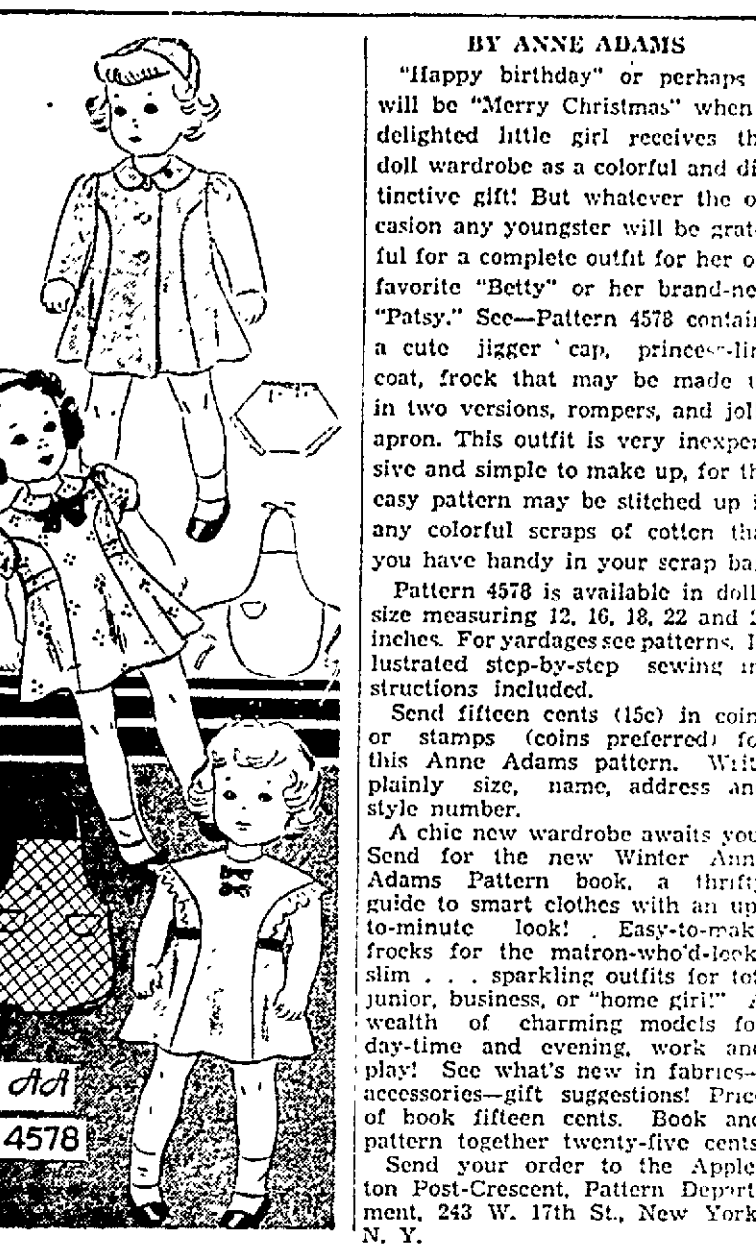 BY ANNE ADAMS
"Happy birthday" or perhaps
will be "Merry Christmas" when
delighted little girl receives th
doll wardrobe as a colorful and di
tinctive gift! But whatever the o
casion any youngster will be grat
ful for a complete outfit for her o
favorite "Betty" or her brand-ne
"Patsy." See—Pattern 4578 contain
a cute jigger cap, princess-lin
coat, frock that may be made u
in two versions, rompers, and jol
apron. This outfit is very inexpen
sive and simple to make up, for th
easy pattern may be stitched up i
any colorful scraps of cotton tha
you have handy in your scrap ba
Pattern 4578 is available in doll
size measuring 12, 16, 18, 22 and 2
inches. For yardages see patterns. Il
lustrated step-by-step sewing in
structions included.
Send fifteen cents (15c) in coin
or stamps (coins preferred) fo
this Anne Adams pattern. Writ
plainly size, name, address an
style number.
A chic new wardrobe awaits you
Send for the new Winter Ann
Adams Pattern book, a thrifty
guide to smart clothes with an up
to-minute look! . Easy-to-mak
frocks for the matron-who'd-look
slim . . . sparkling outfits for tot
junior, business, or "home girl!" A
wealth of charming models fo
day-time and evening, work and
play! See what's new in fabrics—
accessories—gift suggestions! Price
of book fifteen cents. Book and
pattern together twenty-five cents
Send your order to the Apple
ton Post-Crescent, Pattern Depart
ment, 243 W. 17th St., New York
N. Y.
AA
4578